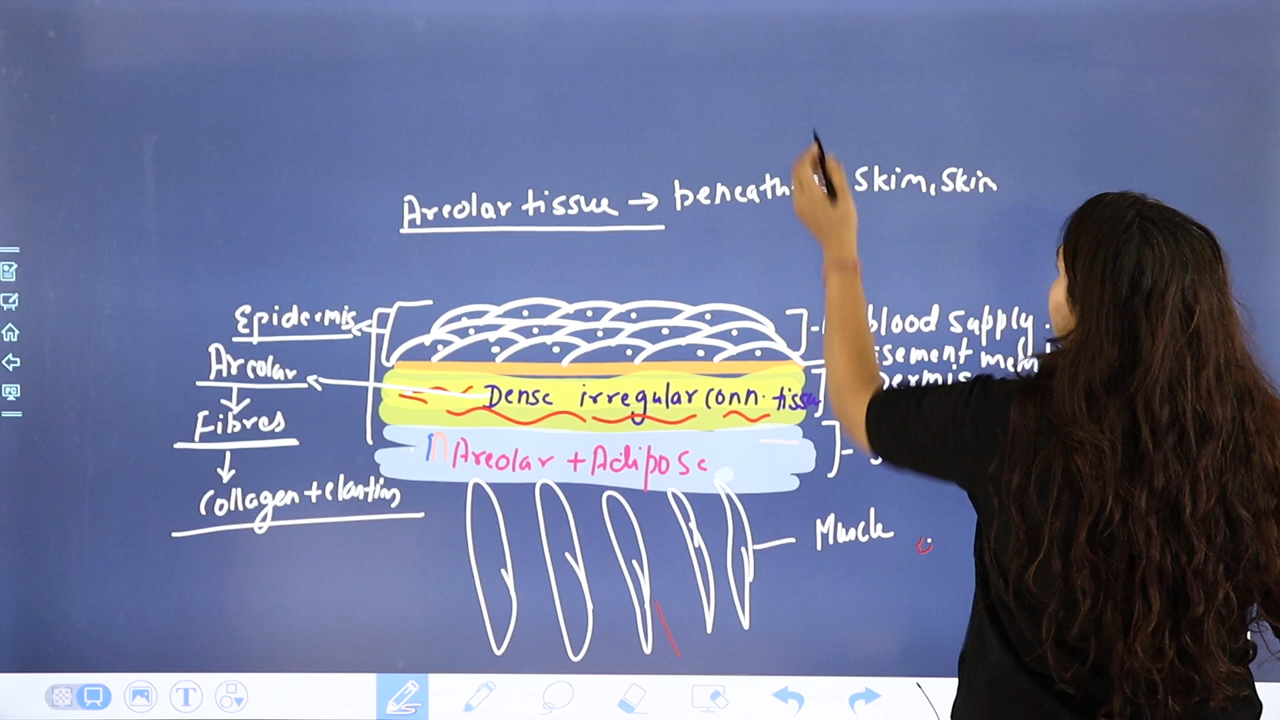 Areolar tissue → beneath skim, skin
Epidermis
blood supply.
Areolar
Dense irregular conn. tissue
Fibres
Areolar + Adipose
Collagen + elastin
Muscle
T